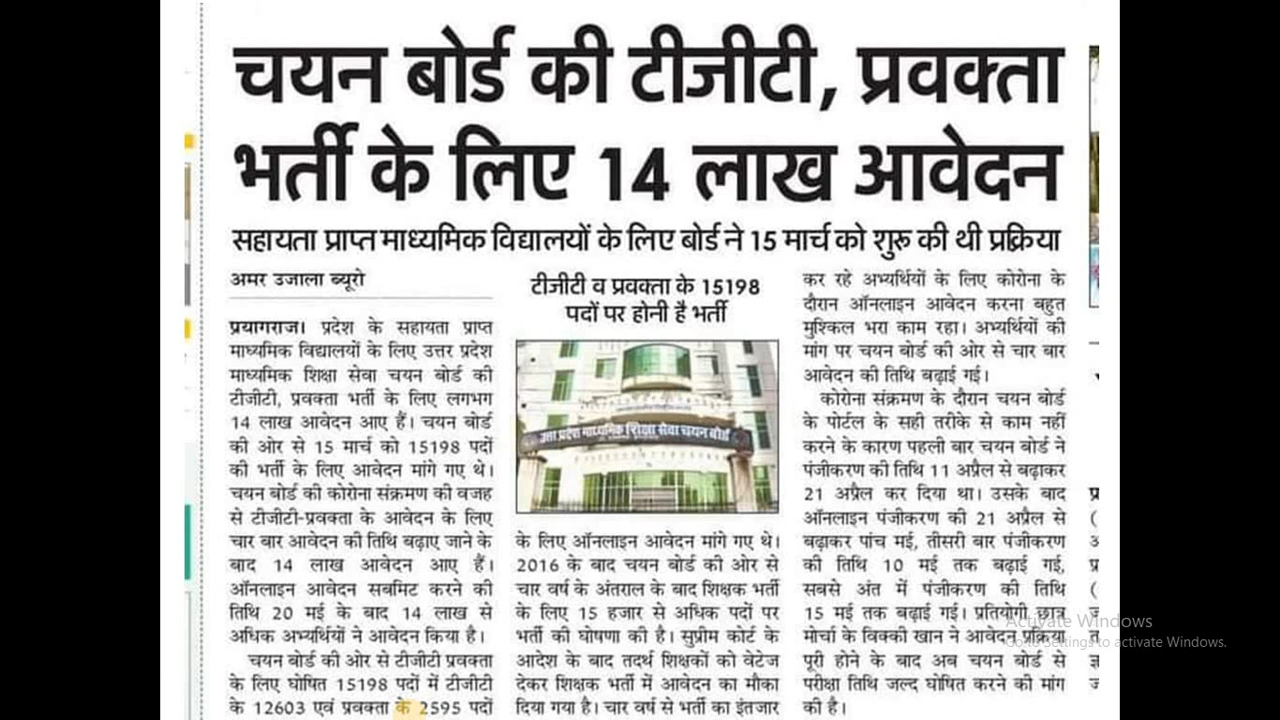 चयन बोर्ड की टीजीटी, प्रवक्ता
भर्ती के लिए 14 लाख आवेदन
सहायता प्राप्त माध्यमिक विद्यालयों के लिए बोर्ड ने 15 मार्च को शुरू की थी प्रक्रिया
अमर उजाला ब्यूरो
प्रयागराज। प्रदेश के सहायता प्राप्त
माध्यमिक विद्यालयों के लिए उत्तर प्रदेश
माध्यमिक शिक्षा सेवा चयन बोर्ड की
टीजीटी, प्रवक्ता भर्ती के लिए लगभग
14 लाख आवेदन आए हैं। चयन बोर्ड
की ओर से 15 मार्च को 15198 पदों
की भर्ती के लिए आवेदन मांगे गए थे।
चयन बोर्ड की कोरोना संक्रमण की वजह
से टीजीटी-प्रवक्ता के आवेदन के लिए
चार बार आवेदन की तिथि बढ़ाए जाने के
बाद 14 लाख आवेदन आए हैं।
ऑनलाइन आवेदन सबमिट करने की
तिथि 20 मई के बाद 14 लाख से
अधिक अभ्यर्थियों ने आवेदन किया है।
चयन बोर्ड की ओर से टीजीटी प्रवक्ता
के लिए घोषित 15198 पदों में टीजीटी
के 12603 एवं प्रवक्ता के 2595 पदों
टीजीटी व प्रवक्ता के 15198
पदों पर होनी है भर्ती
उत्तर प्रदेश माध्यमिक शिक्षा सेवा चयन बोर्ड
के लिए ऑनलाइन आवेदन मांगे गए थे।
2016 के बाद चयन बोर्ड की ओर से
चार वर्ष के अंतराल के बाद शिक्षक भर्ती
के लिए 15 हजार से अधिक पदों पर
भर्ती की घोषणा की है। सुप्रीम कोर्ट के
आदेश के बाद तदर्थ शिक्षकों को वेटेज
देकर शिक्षक भर्ती में आवेदन का मौका
दिया गया है। चार वर्ष से भर्ती का इंतजार
कर रहे अभ्यर्थियों के लिए कोरोना के
दौरान ऑनलाइन आवेदन करना बहुत
मुश्किल भरा काम रहा। अभ्यर्थियों की
मांग पर चयन बोर्ड की ओर से चार बार
आवेदन की तिथि बढ़ाई गई।
कोरोना संक्रमण के दौरान चयन बोर्ड
के पोर्टल के सही तरीके से काम नहीं
करने के कारण पहली बार चयन बोर्ड ने
पंजीकरण की तिथि 11 अप्रैल से बढ़ाकर
21 अप्रैल कर दिया था। उसके बाद
ऑनलाइन पंजीकरण की 21 अप्रैल से
बढ़ाकर पांच मई, तीसरी बार पंजीकरण
की तिथि 10 मई तक बढ़ाई गई,
सबसे अंत में पंजीकरण की तिथि
15 मई तक बढ़ाई गई। प्रतियोगी छात्र
मोर्चा के विक्की खान ने आवेदन प्रक्रिया
पूरी होने के बाद अब चयन बोर्ड से
परीक्षा तिथि जल्द घोषित करने की मांग
की है।
Activate Windows
Go to Settings to activate Windows.